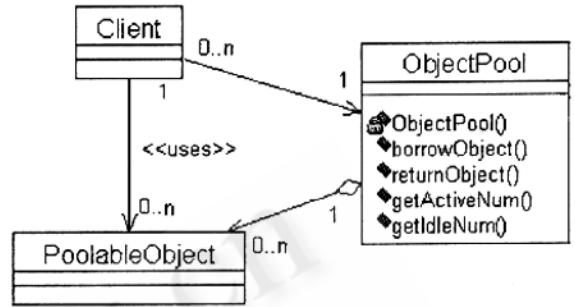 Client
0..n
1
ObjectPool
1
ObjectPool()
borrowObject()
returnObject()
getActiveNum()
getIdleNum()
<<uses>>
0..n
1
0..n
PoolableObject